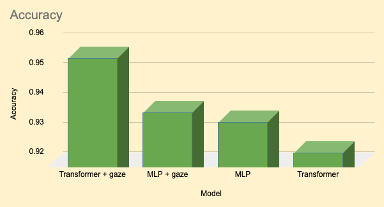 Accuracy
0.96
0.95
0.94
0.93
0.92
Accuracy
Transformer + gaze
MLP + gaze
MLP
Transformer
Model